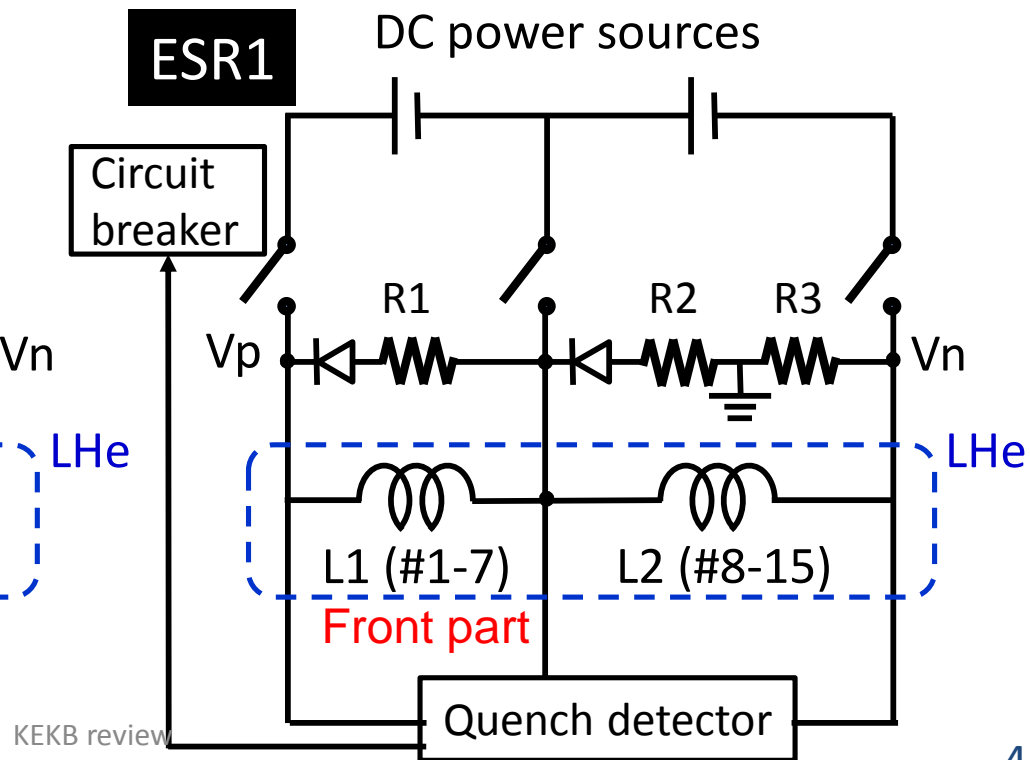 DC power sources
ESR1
Circuit
breaker
R1
R2
R3
Vn
Vp
Vn
LHe
LHe
L1 (#1-7)
L2 (#8-15)
Front part
Quench detector
KEKB review
4